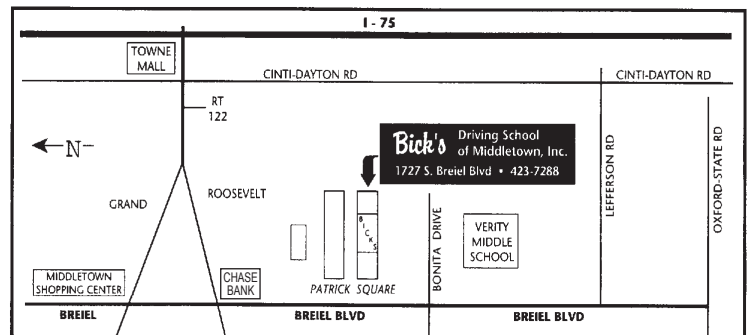 I - 75
TOWNE
MALL
CINTI-DAYTON RD
CINTI-DAYTON RD
RT
122
N
Bick's Driving School
of Middletown, Inc.
1727 S. Breiel Blvd • 423-7288
GRAND
ROOSEVELT
BICKS
BONITA DRIVE
VERITY
MIDDLE
SCHOOL
LEFFERSON RD
OXFORD-STATE RD
MIDDLETOWN
SHOPPING CENTER
CHASE
BANK
PATRICK SQUARE
BREIEL
BREIEL BLVD
BREIEL BLVD